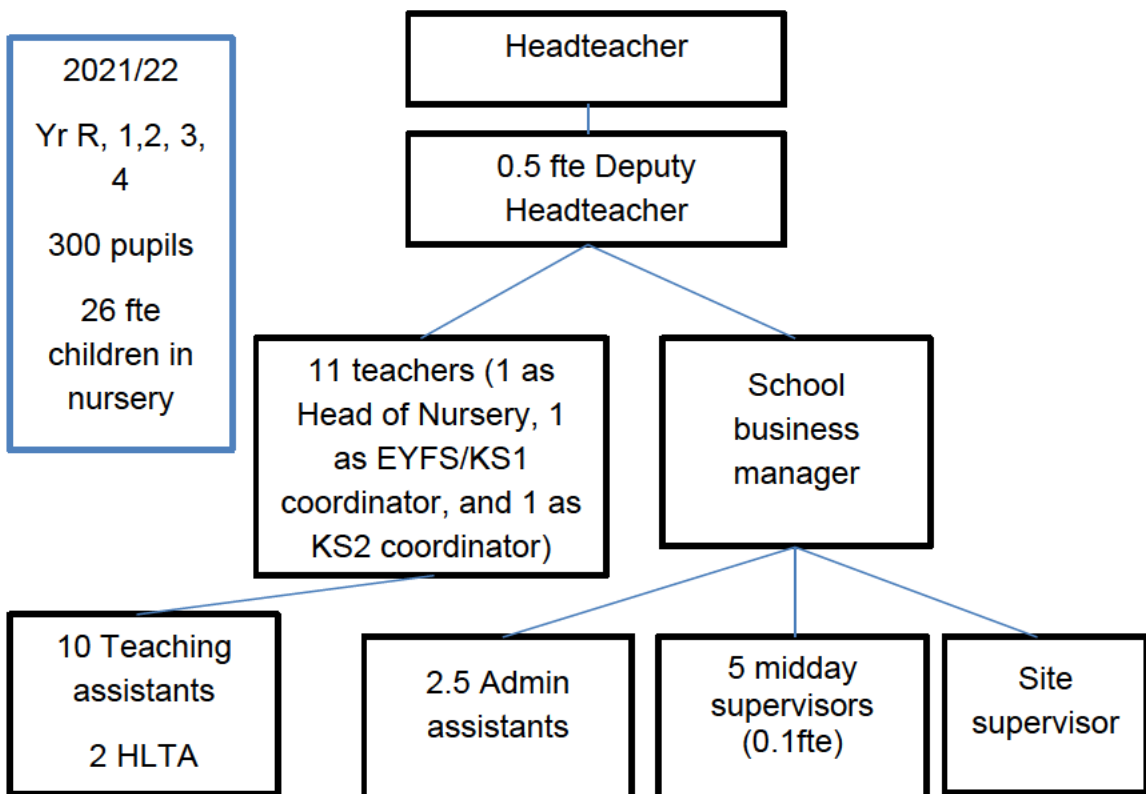 2021/22
Yr R, 1,2, 3,
4
300 pupils
26 fte
children in
nursery
Headteacher
0.5 fte Deputy
Headteacher
11 teachers (1 as
Head of Nursery, 1
as EYFS/KS1
coordinator, and 1 as
KS2 coordinator)
School
business
manager
10 Teaching
assistants
2 HLTA
2.5 Admin
assistants
5 midday
supervisors
(0.1fte)
Site
supervisor